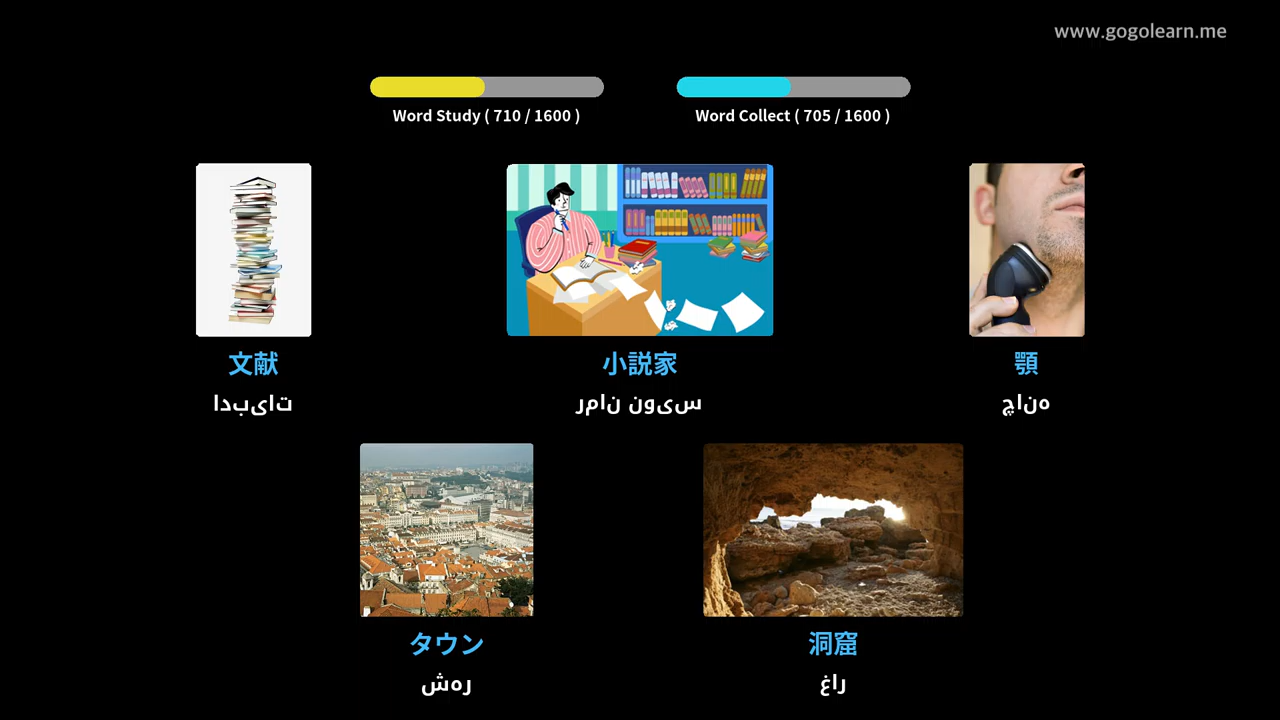 www.gogolearn.me
Word Study ( 710 / 1600 )
Word Collect ( 705 / 1600 )
文献
小説家
顎
ادبیات
رمان نویس
چانه
タウン
洞窟
شهر
غار